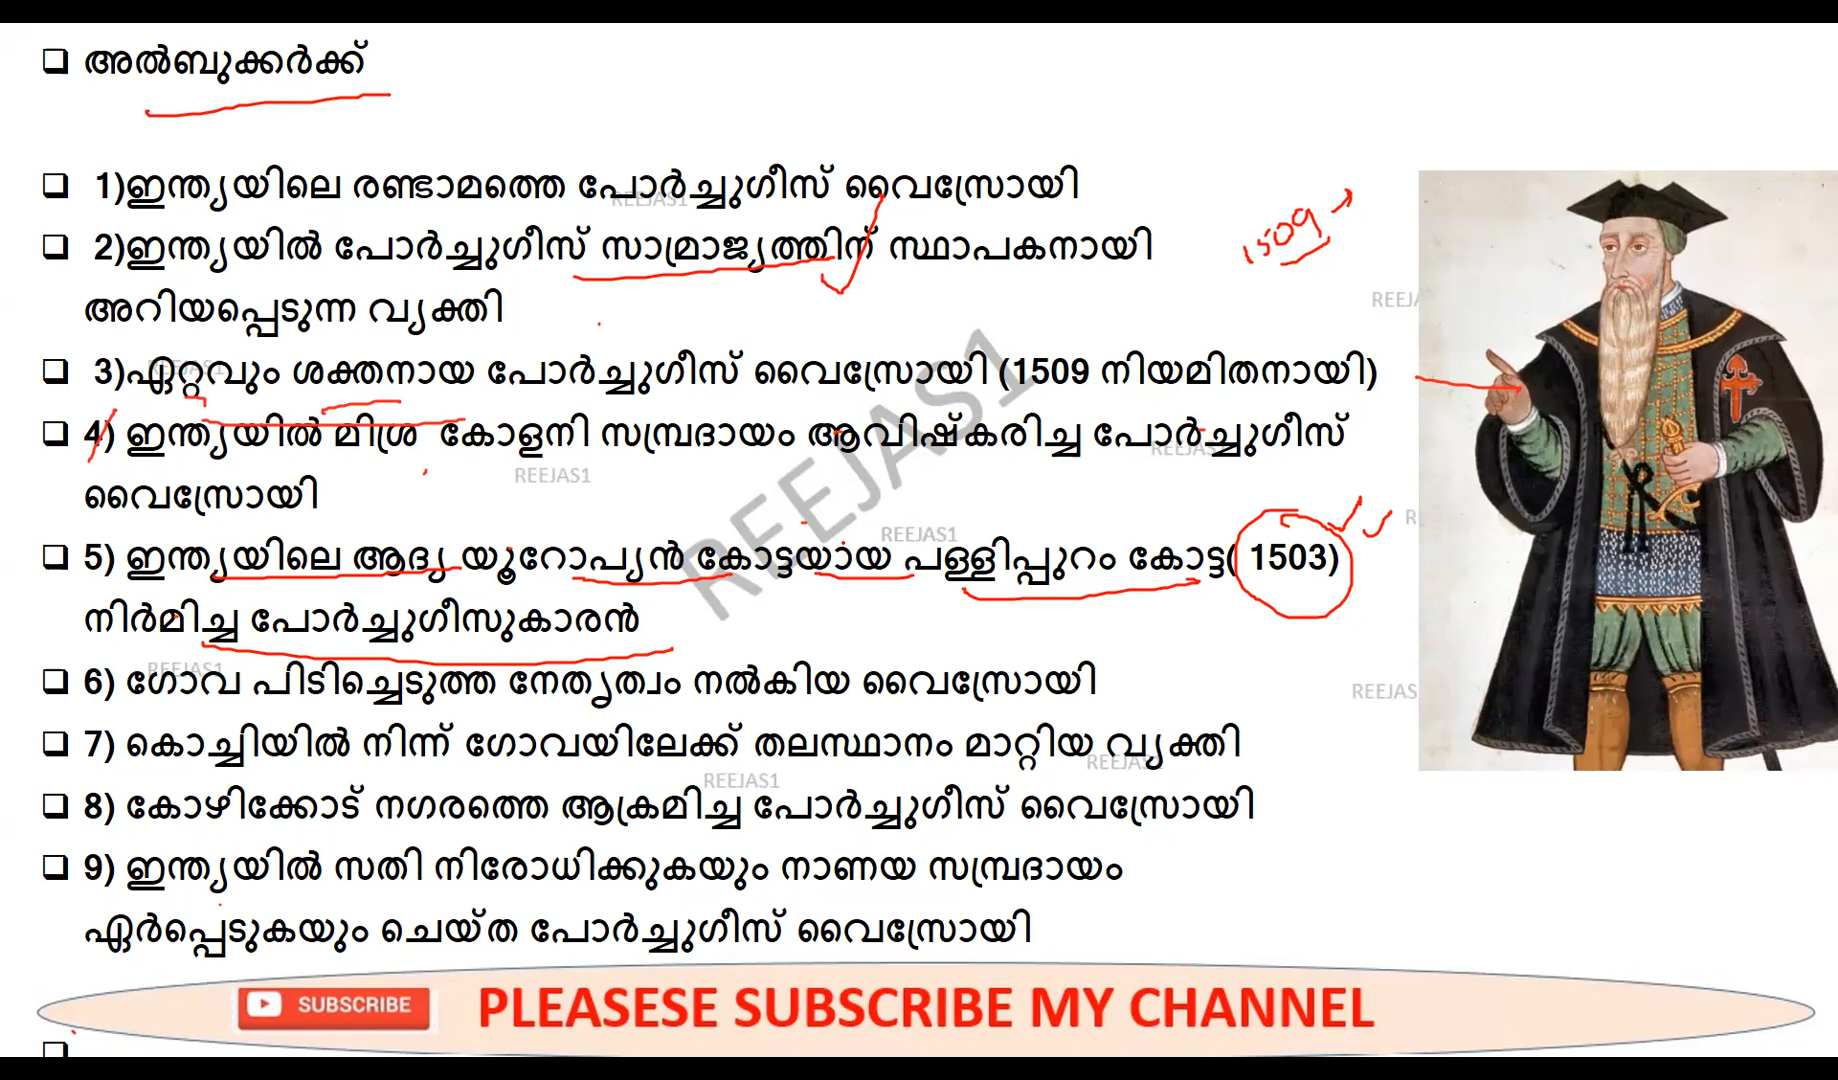 അൽബുക്കർക്ക്
1)ഇന്ത്യയിലെ രണ്ടാമത്തെ പോർച്ചുഗീസ് വൈസ്രോയി
2)ഇന്ത്യയിൽ പോർച്ചുഗീസ് സാമ്രാജ്യത്തിന് സ്ഥാപകനായി
അറിയപ്പെടുന്ന വ്യക്തി
1509
3)ഏറ്റവും ശക്തനായ പോർച്ചുഗീസ് വൈസ്രോയി (1509 നിയമിതനായി)
4) ഇന്ത്യയിൽ മിശ്ര കോളനി സമ്പ്രദായം ആവിഷ്കരിച്ച പോർച്ചുഗീസ്
വൈസ്രോയി
5) ഇന്ത്യയിലെ ആദ്യ യൂറോപ്യൻ കോട്ടയായ പള്ളിപ്പുറം കോട്ട( 1503)
നിർമിച്ച പോർച്ചുഗീസുകാരൻ
6) ഗോവ പിടിച്ചെടുത്ത നേതൃത്വം നൽകിയ വൈസ്രോയി
7) കൊച്ചിയിൽ നിന്ന് ഗോവയിലേക്ക് തലസ്ഥാനം മാറ്റിയ വ്യക്തി
8) കോഴിക്കോട് നഗരത്തെ ആക്രമിച്ച പോർച്ചുഗീസ് വൈസ്രോയി
9) ഇന്ത്യയിൽ സതി നിരോധിക്കുകയും നാണയ സമ്പ്രദായം
ഏർപ്പെടുകയും ചെയ്ത പോർച്ചുഗീസ് വൈസ്രോയി
REEJAS1
SUBSCRIBE PLEASESE SUBSCRIBE MY CHANNEL